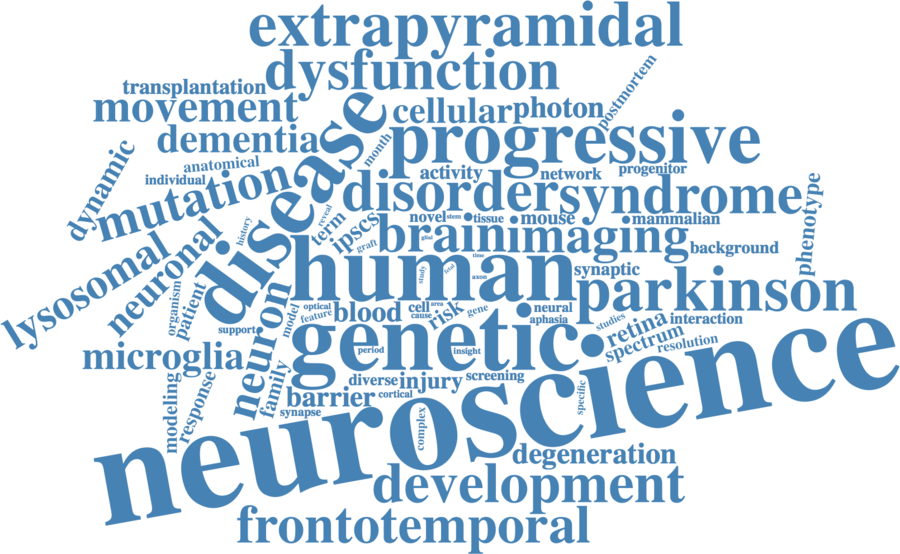 extrapyramidal
dysfunction
transplantation
postmortem
movement
cellular
photon
dementia
disease
progressive
month
dynamic
anatomical
individual
activity
network
progenitor
mutation
disorder
syndrome
phenotype
history
term
reveal
ipscs
novel
stem
tissue
mouse
mammalian
graft
brain
glial
imaging
background
lysosomal
neuronal
human
time
study
fetal
axon
synaptic
parkinson
organism
patient
neuron
model
optical
feature
blood
cell
area
cause
risk
gene
neural
aphasia
studies
retina
interaction
support
genetic
spectrum
resolution
microglia
period
insight
family
diverse
injury
screening
modeling
response
barrier
cortical
synapse
specific
complex
neuroscience
degeneration
development
frontotemporal